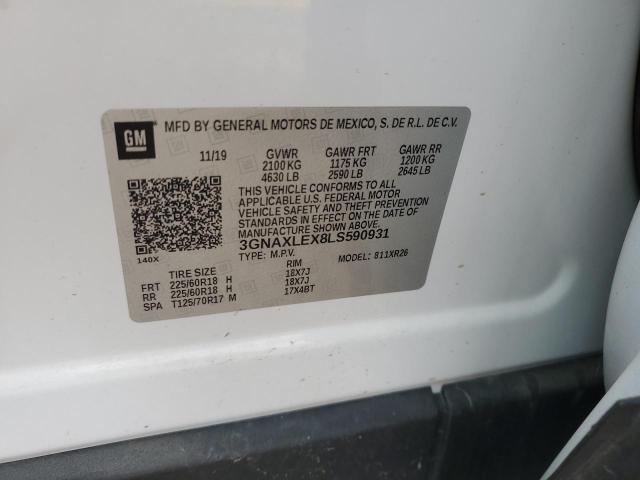 GM
MFD BY GENERAL MOTORS DE MEXICO, S. DE R.L. DE C.V.
11/19 GVWR GAWR FRT GAWR RR
2100 KG 1175 KG 1200 KG
4630 LB 2590 LB 2645 LB
THIS VEHICLE CONFORMS TO ALL
APPLICABLE U.S. FEDERAL MOTOR
VEHICLE SAFETY AND THEFT PREVENTION
STANDARDS IN EFFECT ON THE DATE OF
MANUFACTURE SHOWN ABOVE.
3GNAXLEX8LS590931
TYPE: M.P.V. MODEL: 811XR26
140X
TIRE SIZE RIM
FRT 225/60R18 H 18X7J
RR 225/60R18 H 18X7J
SPA T125/70R17 M 17X4BT